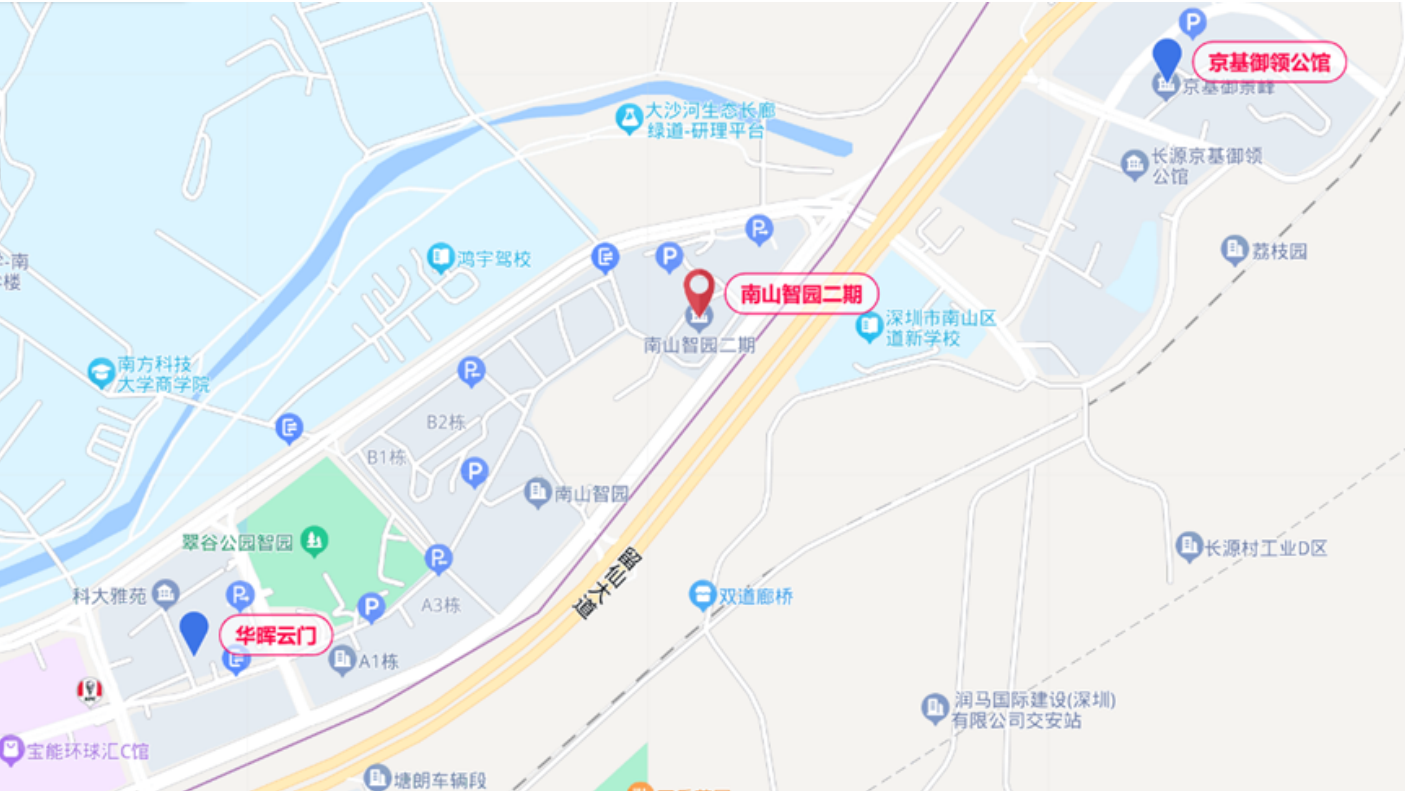 京基御领公馆
京基御景峰
大沙河生态长廊
绿道-研理平台
长源京基御领
公馆
鸿宇驾校
荔枝园
南山智园二期
南山智园二期
深圳市南山区
道新学校
南方科技
大学商学院
B2栋
B1栋
南山智园
翠谷公园智园
留仙大道
长源村工业D区
科大雅苑
双道廊桥
A3栋
华晖云门
A1栋
润马国际建设(深圳)
有限公司交安站
宝能环球汇C馆
塘朗车辆段